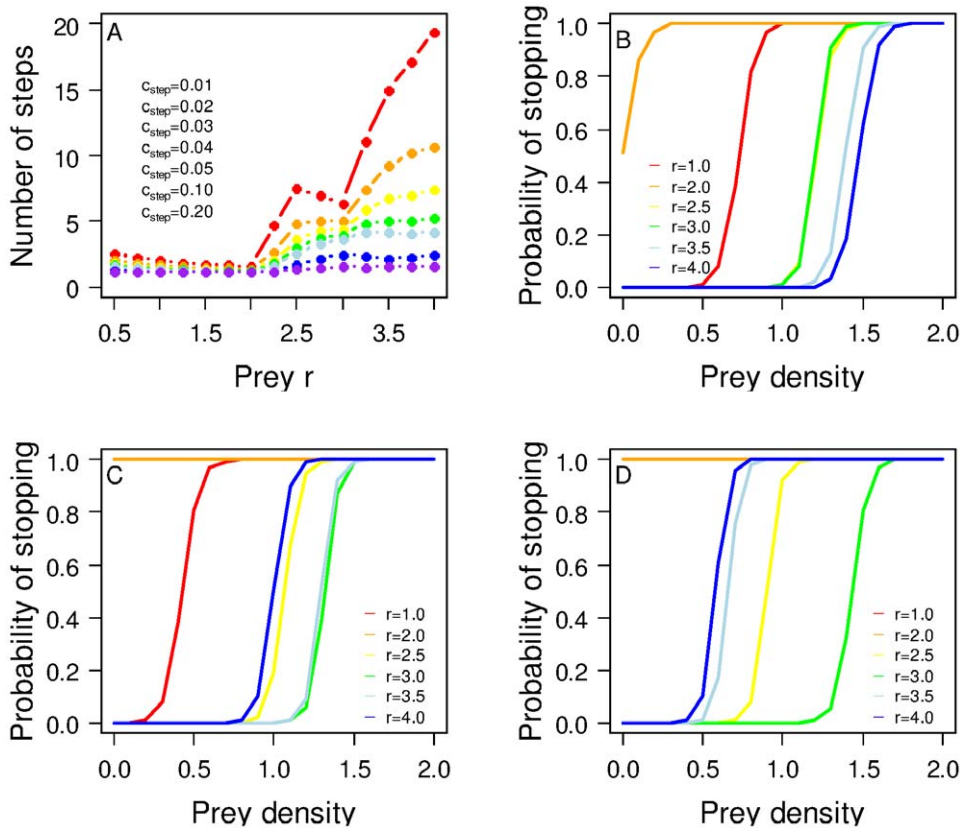 A
Number of steps
20
15
10
5
0
c_step=0.01
c_step=0.02
c_step=0.03
c_step=0.04
c_step=0.05
c_step=0.10
c_step=0.20
0.5 1.5 2.5 3.5
Prey r
B
Probability of stopping
1.0
0.8
0.6
0.4
0.2
0.0
r=1.0
r=2.0
r=2.5
r=3.0
r=3.5
r=4.0
0.0 0.5 1.0 1.5 2.0
Prey density
C
Probability of stopping
1.0
0.8
0.6
0.4
0.2
0.0
r=1.0
r=2.0
r=2.5
r=3.0
r=3.5
r=4.0
0.0 0.5 1.0 1.5 2.0
Prey density
D
Probability of stopping
1.0
0.8
0.6
0.4
0.2
0.0
r=1.0
r=2.0
r=2.5
r=3.0
r=3.5
r=4.0
0.0 0.5 1.0 1.5 2.0
Prey density